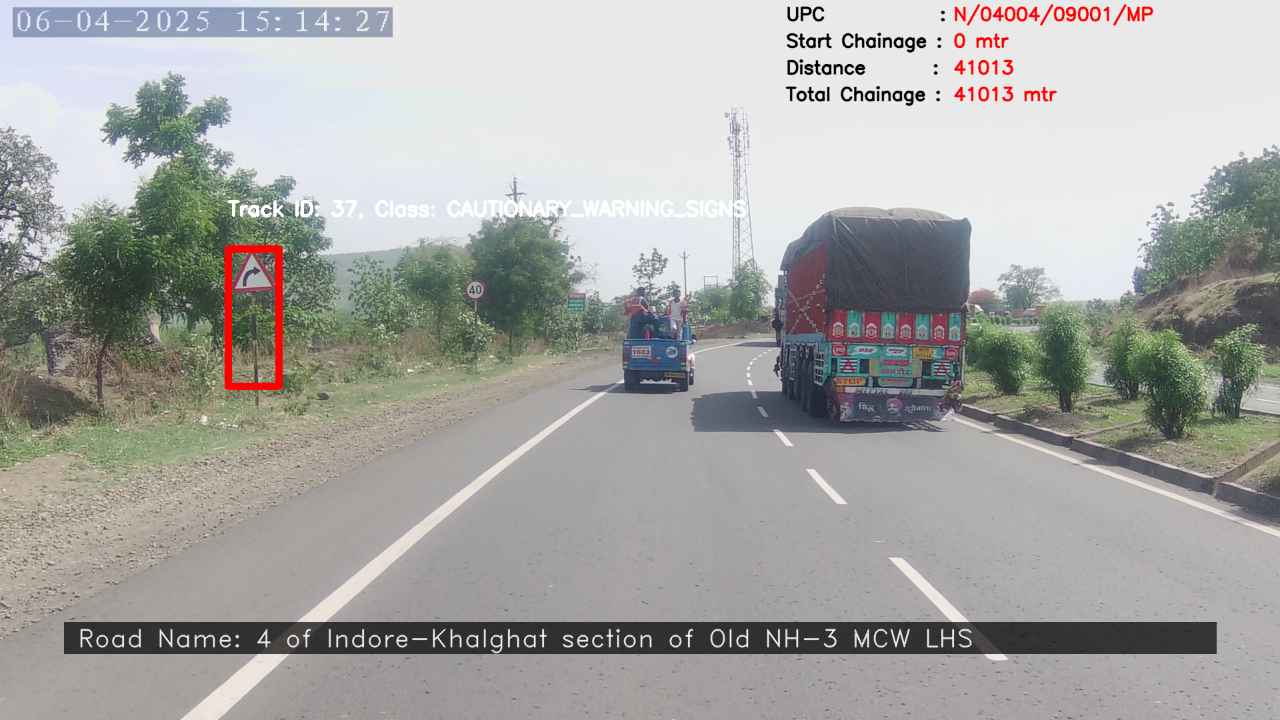 06-04-2025 15:14:27
UPC : N/04004/09001/MP
Start Chainage : 0 mtr
Distance : 41013
Total Chainage : 41013 mtr
Track ID: 37, Class: CAUTIONARY_WARNING_SIGNS
40
STOP
Road Name: 4 of Indore-Khalghat section of Old NH-3 MCW LHS